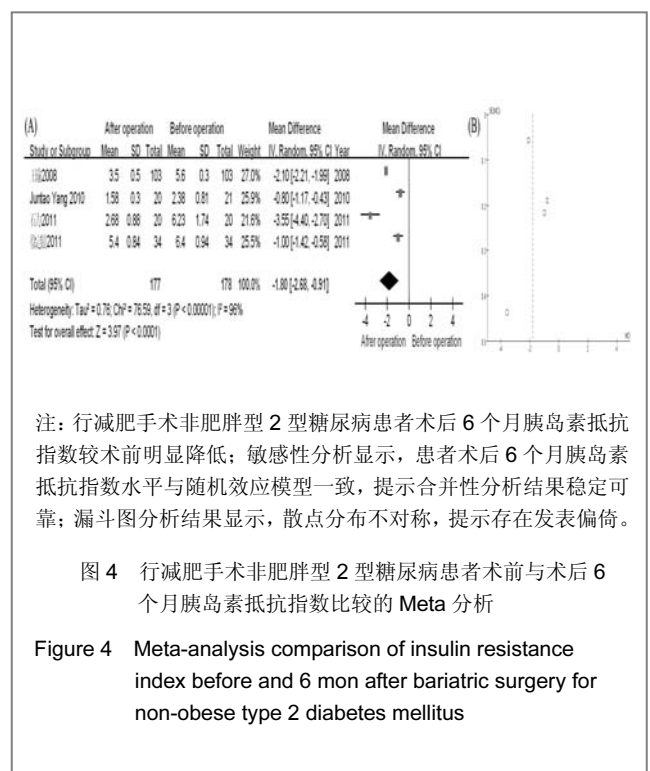 (A) After operation Before operation Mean Difference Mean Difference (B) SE(MD)
Study or Subgroup Mean SD Total Mean SD Total Weight IV, Random, 95% CI Year IV, Random, 95% CI
2008 3.5 0.5 103 5.6 0.3 103 27.0% -2.10 [-2.21, -1.99] 2008
Juntao Yang 2010 1.58 0.3 20 2.38 0.81 21 25.9% -0.80 [-1.17, -0.43] 2010
2011 2.68 0.88 20 6.23 1.74 20 21.6% -3.55 [-4.40, -2.70] 2011
2011 5.4 0.84 34 6.4 0.94 34 25.5% -1.00 [-1.42, -0.58] 2011
Total (95% CI) 177 178 100.0% -1.80 [-2.68, -0.91]
Heterogeneity: Tau² = 0.76; Chi² = 76.59, df = 3 (P < 0.00001); I² = 96%
Test for overall effect: Z = 3.97 (P < 0.0001)
-4 -2 0 2 4
After operation Before operation
-4 -2 0 2 4
注: 行减肥手术非肥胖型 2 型糖尿病患者术后 6 个月胰岛素抵抗
指数较术前明显降低; 敏感性分析显示, 患者术后 6 个月胰岛素
抵抗指数水平与随机效应模型一致, 提示合并性分析结果稳定可
靠; 漏斗图分析结果显示, 散点分布不对称, 提示存在发表偏倚。
图 4 行减肥手术非肥胖型 2 型糖尿病患者术前与术后 6
个月胰岛素抵抗指数比较的 Meta 分析
Figure 4 Meta-analysis comparison of insulin resistance
index before and 6 mon after bariatric surgery for
non-obese type 2 diabetes mellitus